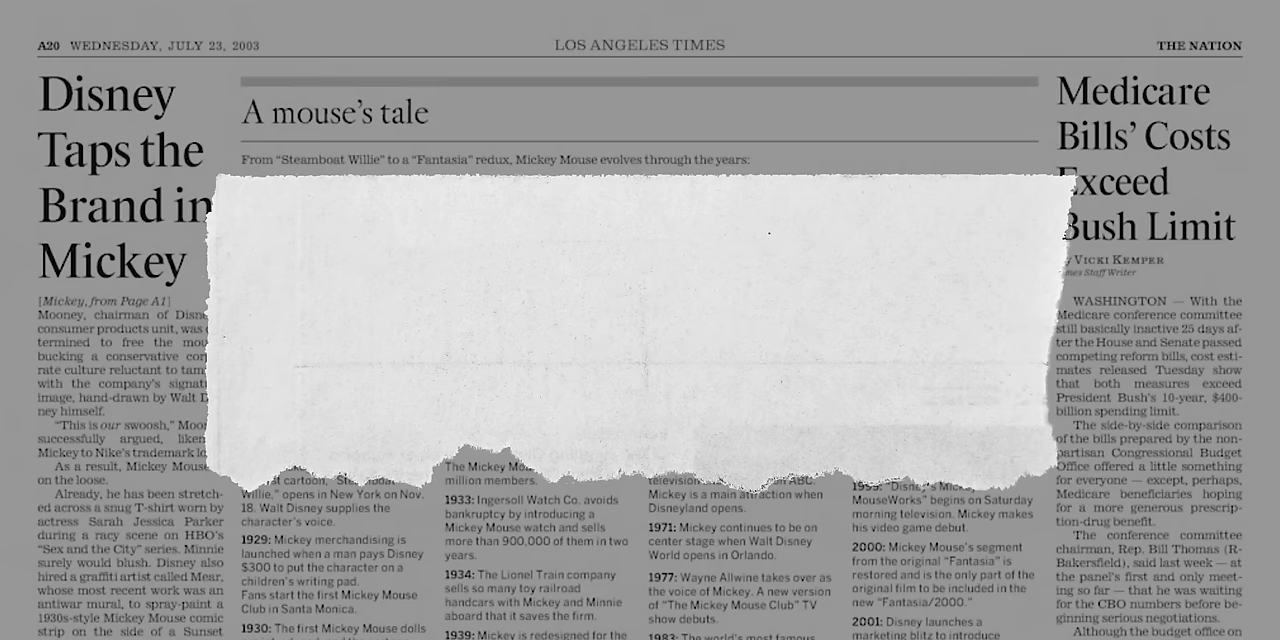 A20 WEDNESDAY, JULY 23, 2003
LOS ANGELES TIMES
THE NATION
Disney
Taps the
Brand in
Mickey
[Mickey, from Page A1]
Mooney, chairman of
consumer products unit, was
termined to free the
bucking a conservative
rate culture reluctant to
with the company's
image, hand-drawn by Walt
ney himself.
"This is our swoosh,"
successfully argued,
Mickey to Nike's trademark
As a result, Mickey Mouse
on the loose.
Already, he has been stretch-
ed across a snug T-shirt worn by
actress Sarah Jessica Parker
during a racy scene on HBO's
"Sex and the City" series. Minnie
surely would blush. Disney also
hired a graffiti artist called Mear,
whose most recent work was an
antiwar mural, to spray-paint a
1930s-style Mickey Mouse comic
strip on the side of a Sunset
A mouse's tale
From "Steamboat Willie" to a "Fantasia" redux, Mickey Mouse evolves through the years:
cartoon,
Willie," opens in New York on Nov.
18. Walt Disney supplies the
character's voice.
1929: Mickey merchandising is
launched when a man pays Disney
$300 to put the character on a
children's writing pad.
Fans start the first Mickey Mouse
Club in Santa Monica.
1930: The first Mickey Mouse dolls
The Mickey
million members.
1933: Ingersoll Watch Co. avoids
bankruptcy by introducing a
Mickey Mouse watch and sells
more than 900,000 of them in two
years.
1934: The Lionel Train company
sells so many toy railroad
handcars with Mickey and Minnie
aboard that it saves the firm.
1939: Mickey is redesigned for the
television on ABC.
Mickey is a main attraction when
Disneyland opens.
1971: Mickey continues to be on
center stage when Walt Disney
World opens in Orlando.
1977: Wayne Allwine takes over as
the voice of Mickey. A new version
of "The Mickey Mouse Club" TV
show debuts.
1983: The world's most famous
"Disney's
MouseWorks" begins on Saturday
morning television. Mickey makes
his video game debut.
2000: Mickey Mouse's segment
from the original "Fantasia" is
restored and is the only part of the
original film to be included in the
new "Fantasia/2000."
2001: Disney launches a
marketing blitz to introduce
Medicare
Bills' Costs
Exceed
Bush Limit
VICKI KEMPER
Staff Writer
WASHINGTON — With the
Medicare conference committee
still basically inactive 25 days af-
ter the House and Senate passed
competing reform bills, cost esti-
mates released Tuesday show
that both measures exceed
President Bush's 10-year, $400-
billion spending limit.
The side-by-side comparison
of the bills prepared by the non-
partisan Congressional Budget
Office offered a little something
for everyone — except, perhaps,
Medicare beneficiaries hoping
for a more generous prescrip-
tion-drug benefit.
The conference committee
chairman, Rep. Bill Thomas (R-
Bakersfield), said last week — at
the panel's first and only meet-
ing so far — that he was waiting
for the CBO numbers before be-
ginning serious negotiations.
Although the budget office on